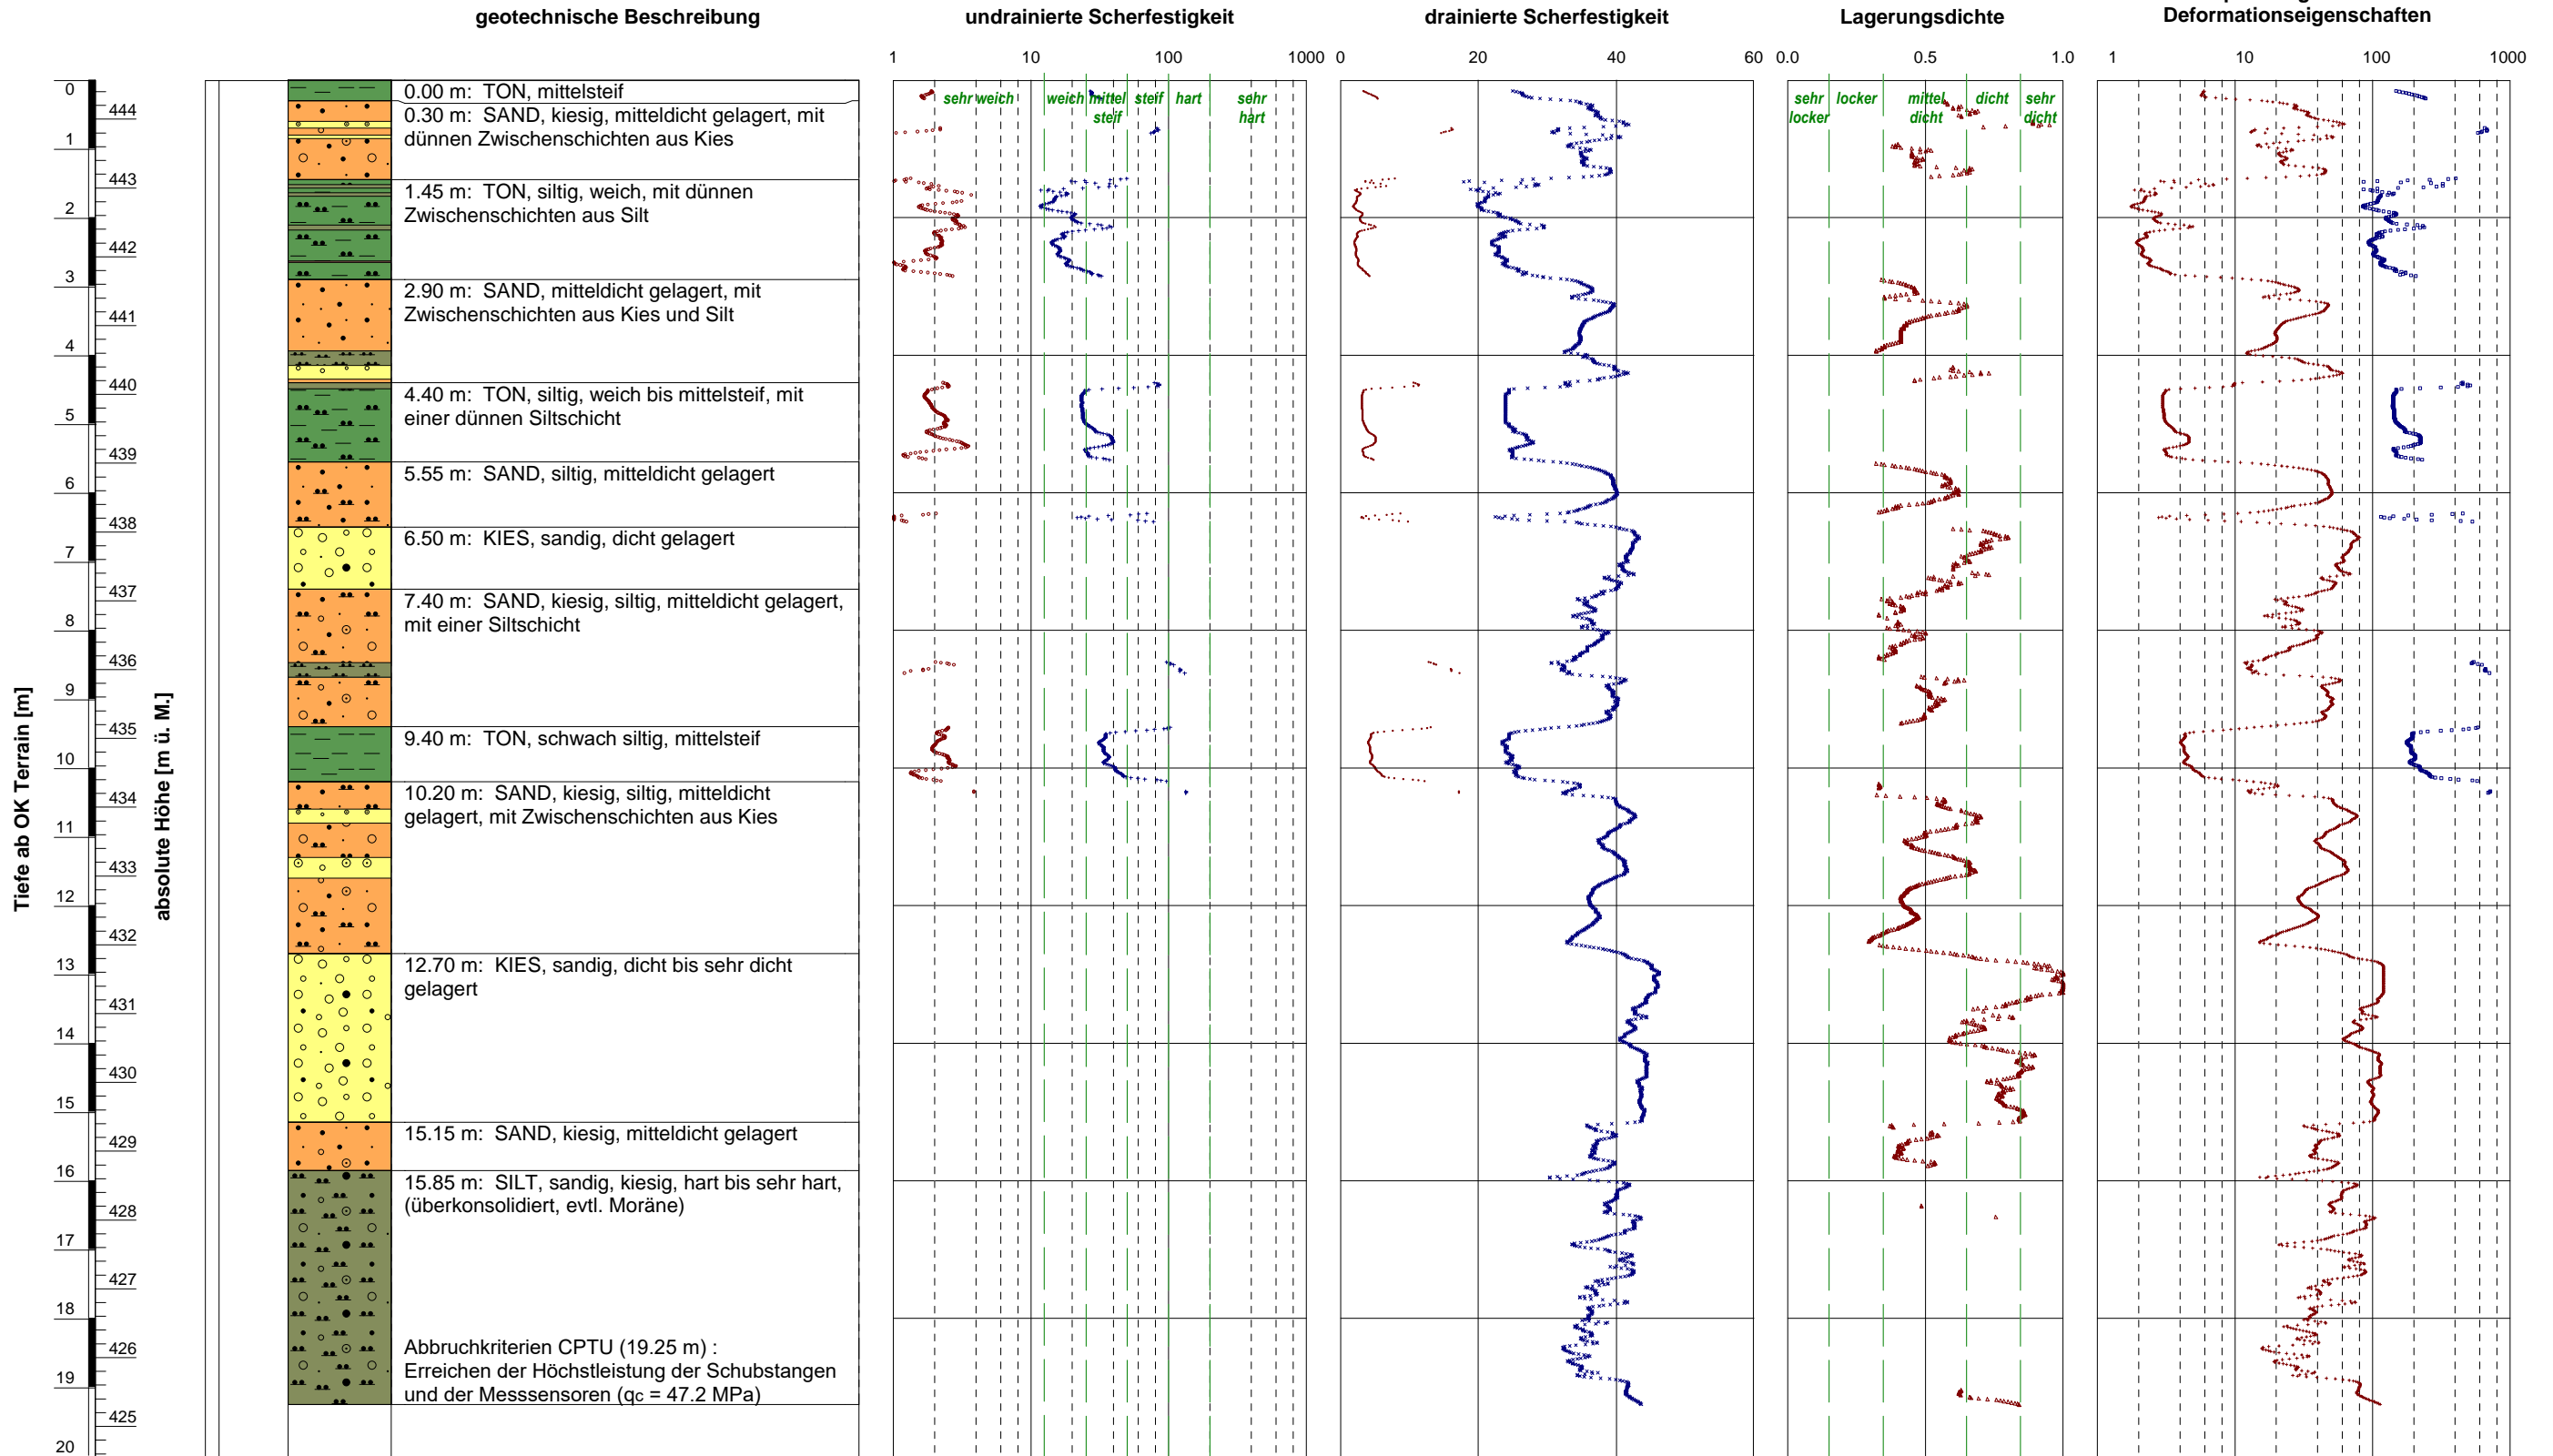 geotechnische Beschreibung
undrainierte Scherfestigkeit
drainierte Scherfestigkeit
Lagerungsdichte
Deformationseigenschaften
1 10 100 1000
0 20 40 60
0.0 0.5 1.0
1 10 100 1000
sehr weich
weich
mittel steif
steif
hart
sehr hart
sehr locker
locker
mittel dicht
dicht
sehr dicht
Tiefe ab OK Terrain [m]
0
1
2
3
4
5
6
7
8
9
10
11
12
13
14
15
16
17
18
19
20
absolute Höhe [m ü. M.]
444
443
442
441
440
439
438
437
436
435
434
433
432
431
430
429
428
427
426
425
0.00 m: TON, mittelsteif
0.30 m: SAND, kiesig, mitteldicht gelagert, mit
dünnen Zwischenschichten aus Kies
1.45 m: TON, siltig, weich, mit dünnen
Zwischenschichten aus Silt
2.90 m: SAND, mitteldicht gelagert, mit
Zwischenschichten aus Kies und Silt
4.40 m: TON, siltig, weich bis mittelsteif, mit
einer dünnen Siltschicht
5.55 m: SAND, siltig, mitteldicht gelagert
6.50 m: KIES, sandig, dicht gelagert
7.40 m: SAND, kiesig, siltig, mitteldicht gelagert,
mit einer Siltschicht
9.40 m: TON, schwach siltig, mittelsteif
10.20 m: SAND, kiesig, siltig, mitteldicht
gelagert, mit Zwischenschichten aus Kies
12.70 m: KIES, sandig, dicht bis sehr dicht
gelagert
15.15 m: SAND, kiesig, mitteldicht gelagert
15.85 m: SILT, sandig, kiesig, hart bis sehr hart,
(überkonsolidiert, evtl. Moräne)
Abbruchkriterien CPTU (19.25 m) :
Erreichen der Höchstleistung der Schubstangen
und der Messsensoren (qc = 47.2 MPa)